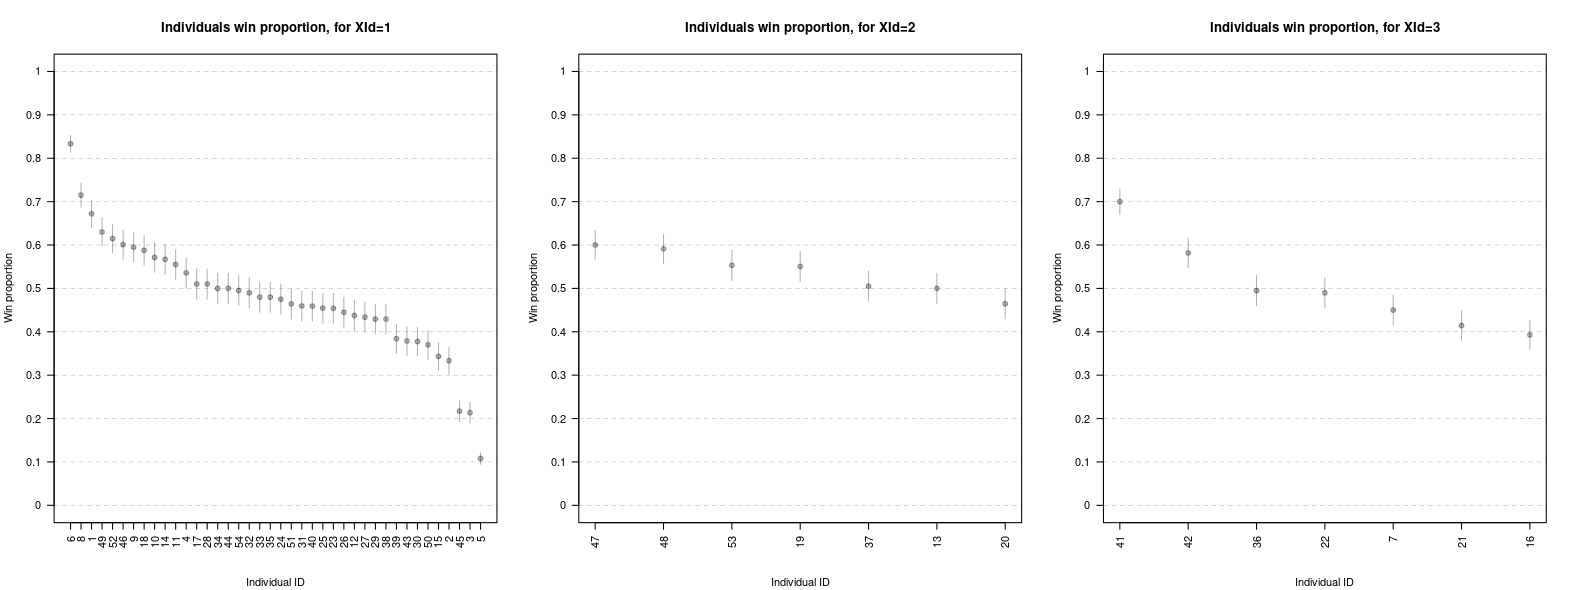 Individuals win proportion, for XId=1
Win proportion
1
0.9
0.8
0.7
0.6
0.5
0.4
0.3
0.2
0.1
0
6 8 1 49 52 46 9 18 10 14 11 4 17 28 34 44 54 32 33 35 24 51 31 40 25 23 26 12 27 29 38 39 43 30 50 15 2 45 3 5
Individual ID
Individuals win proportion, for XId=2
Win proportion
1
0.9
0.8
0.7
0.6
0.5
0.4
0.3
0.2
0.1
0
47 48 53 19 37 13 20
Individual ID
Individuals win proportion, for XId=3
Win proportion
1
0.9
0.8
0.7
0.6
0.5
0.4
0.3
0.2
0.1
0
41 42 36 22 7 21 16
Individual ID